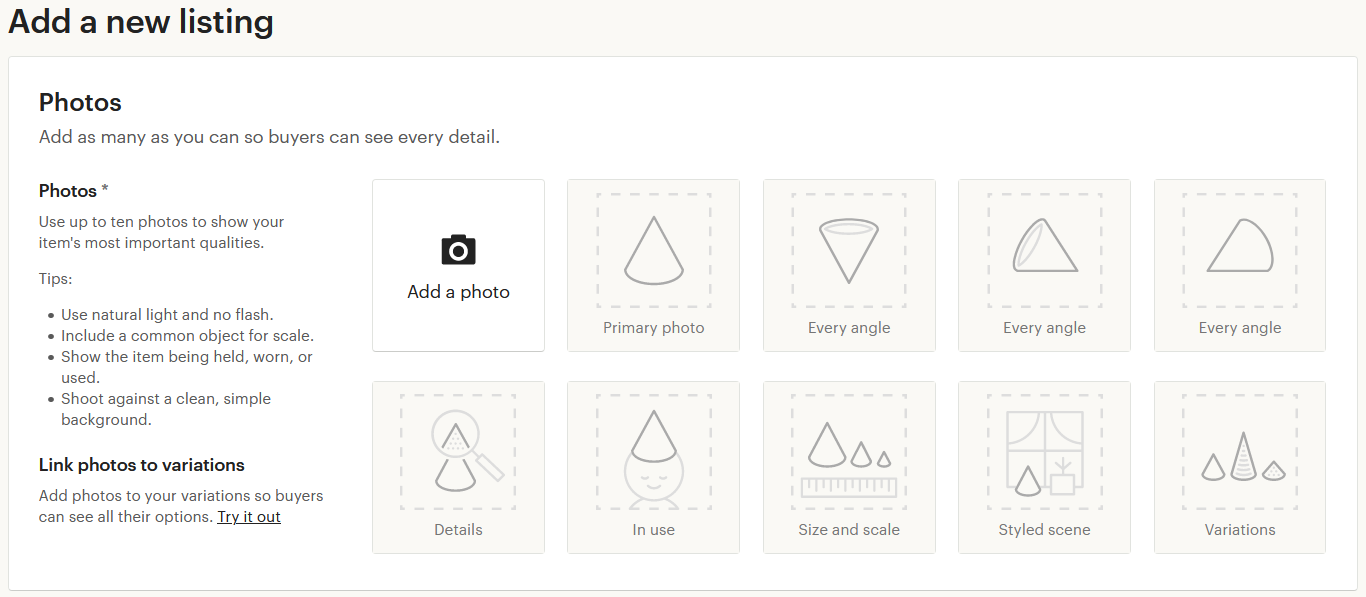 Add a new listing
Photos
Add as many as you can so buyers can see every detail.
Photos *
Use up to ten photos to show your
item's most important qualities.
Tips:
• Use natural light and no flash.
• Include a common object for scale.
• Show the item being held, worn, or
used.
• Shoot against a clean, simple
background.
Link photos to variations
Add photos to your variations so buyers
can see all their options. Try it out
Add a photo
Primary photo
Every angle
Every angle
Every angle
Details
In use
Size and scale
Styled scene
Variations